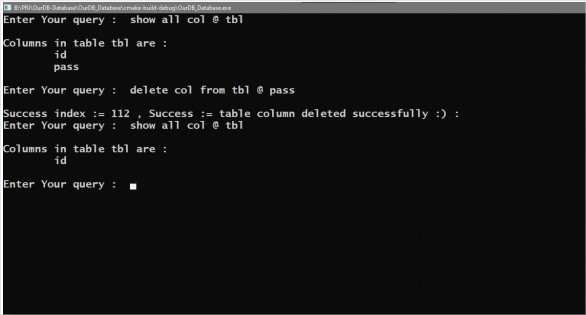 B:\PRJ\OurDB-Database\OurDB_Database\cmake-build-debug\OurDB_Database.exe
Enter Your query :  show all col @ tbl
Columns in table tbl are :
id
pass
Enter Your query :  delete col from tbl @ pass
Success index := 112 , Success := table column deleted successfully :) :
Enter Your query :  show all col @ tbl
Columns in table tbl are :
id
Enter Your query :